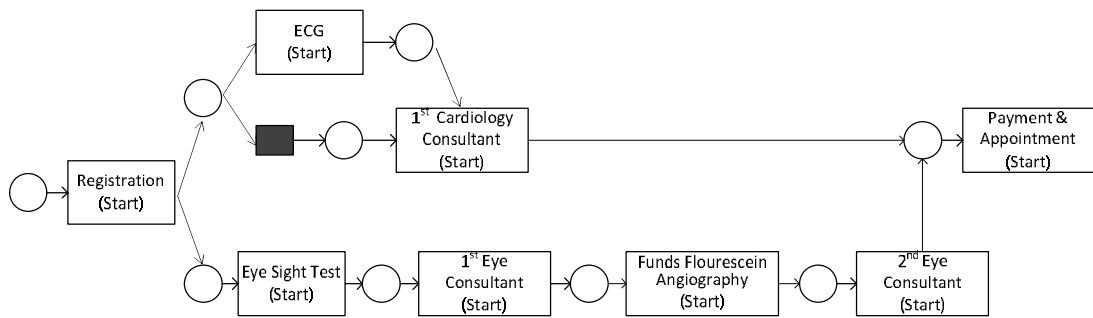 ECG
(Start)
1st Cardiology
Consultant
(Start)
Payment &
Appointment
(Start)
Registration
(Start)
Eye Sight Test
(Start)
1st Eye
Consultant
(Start)
Funds Flourescein
Angiography
(Start)
2nd Eye
Consultant
(Start)